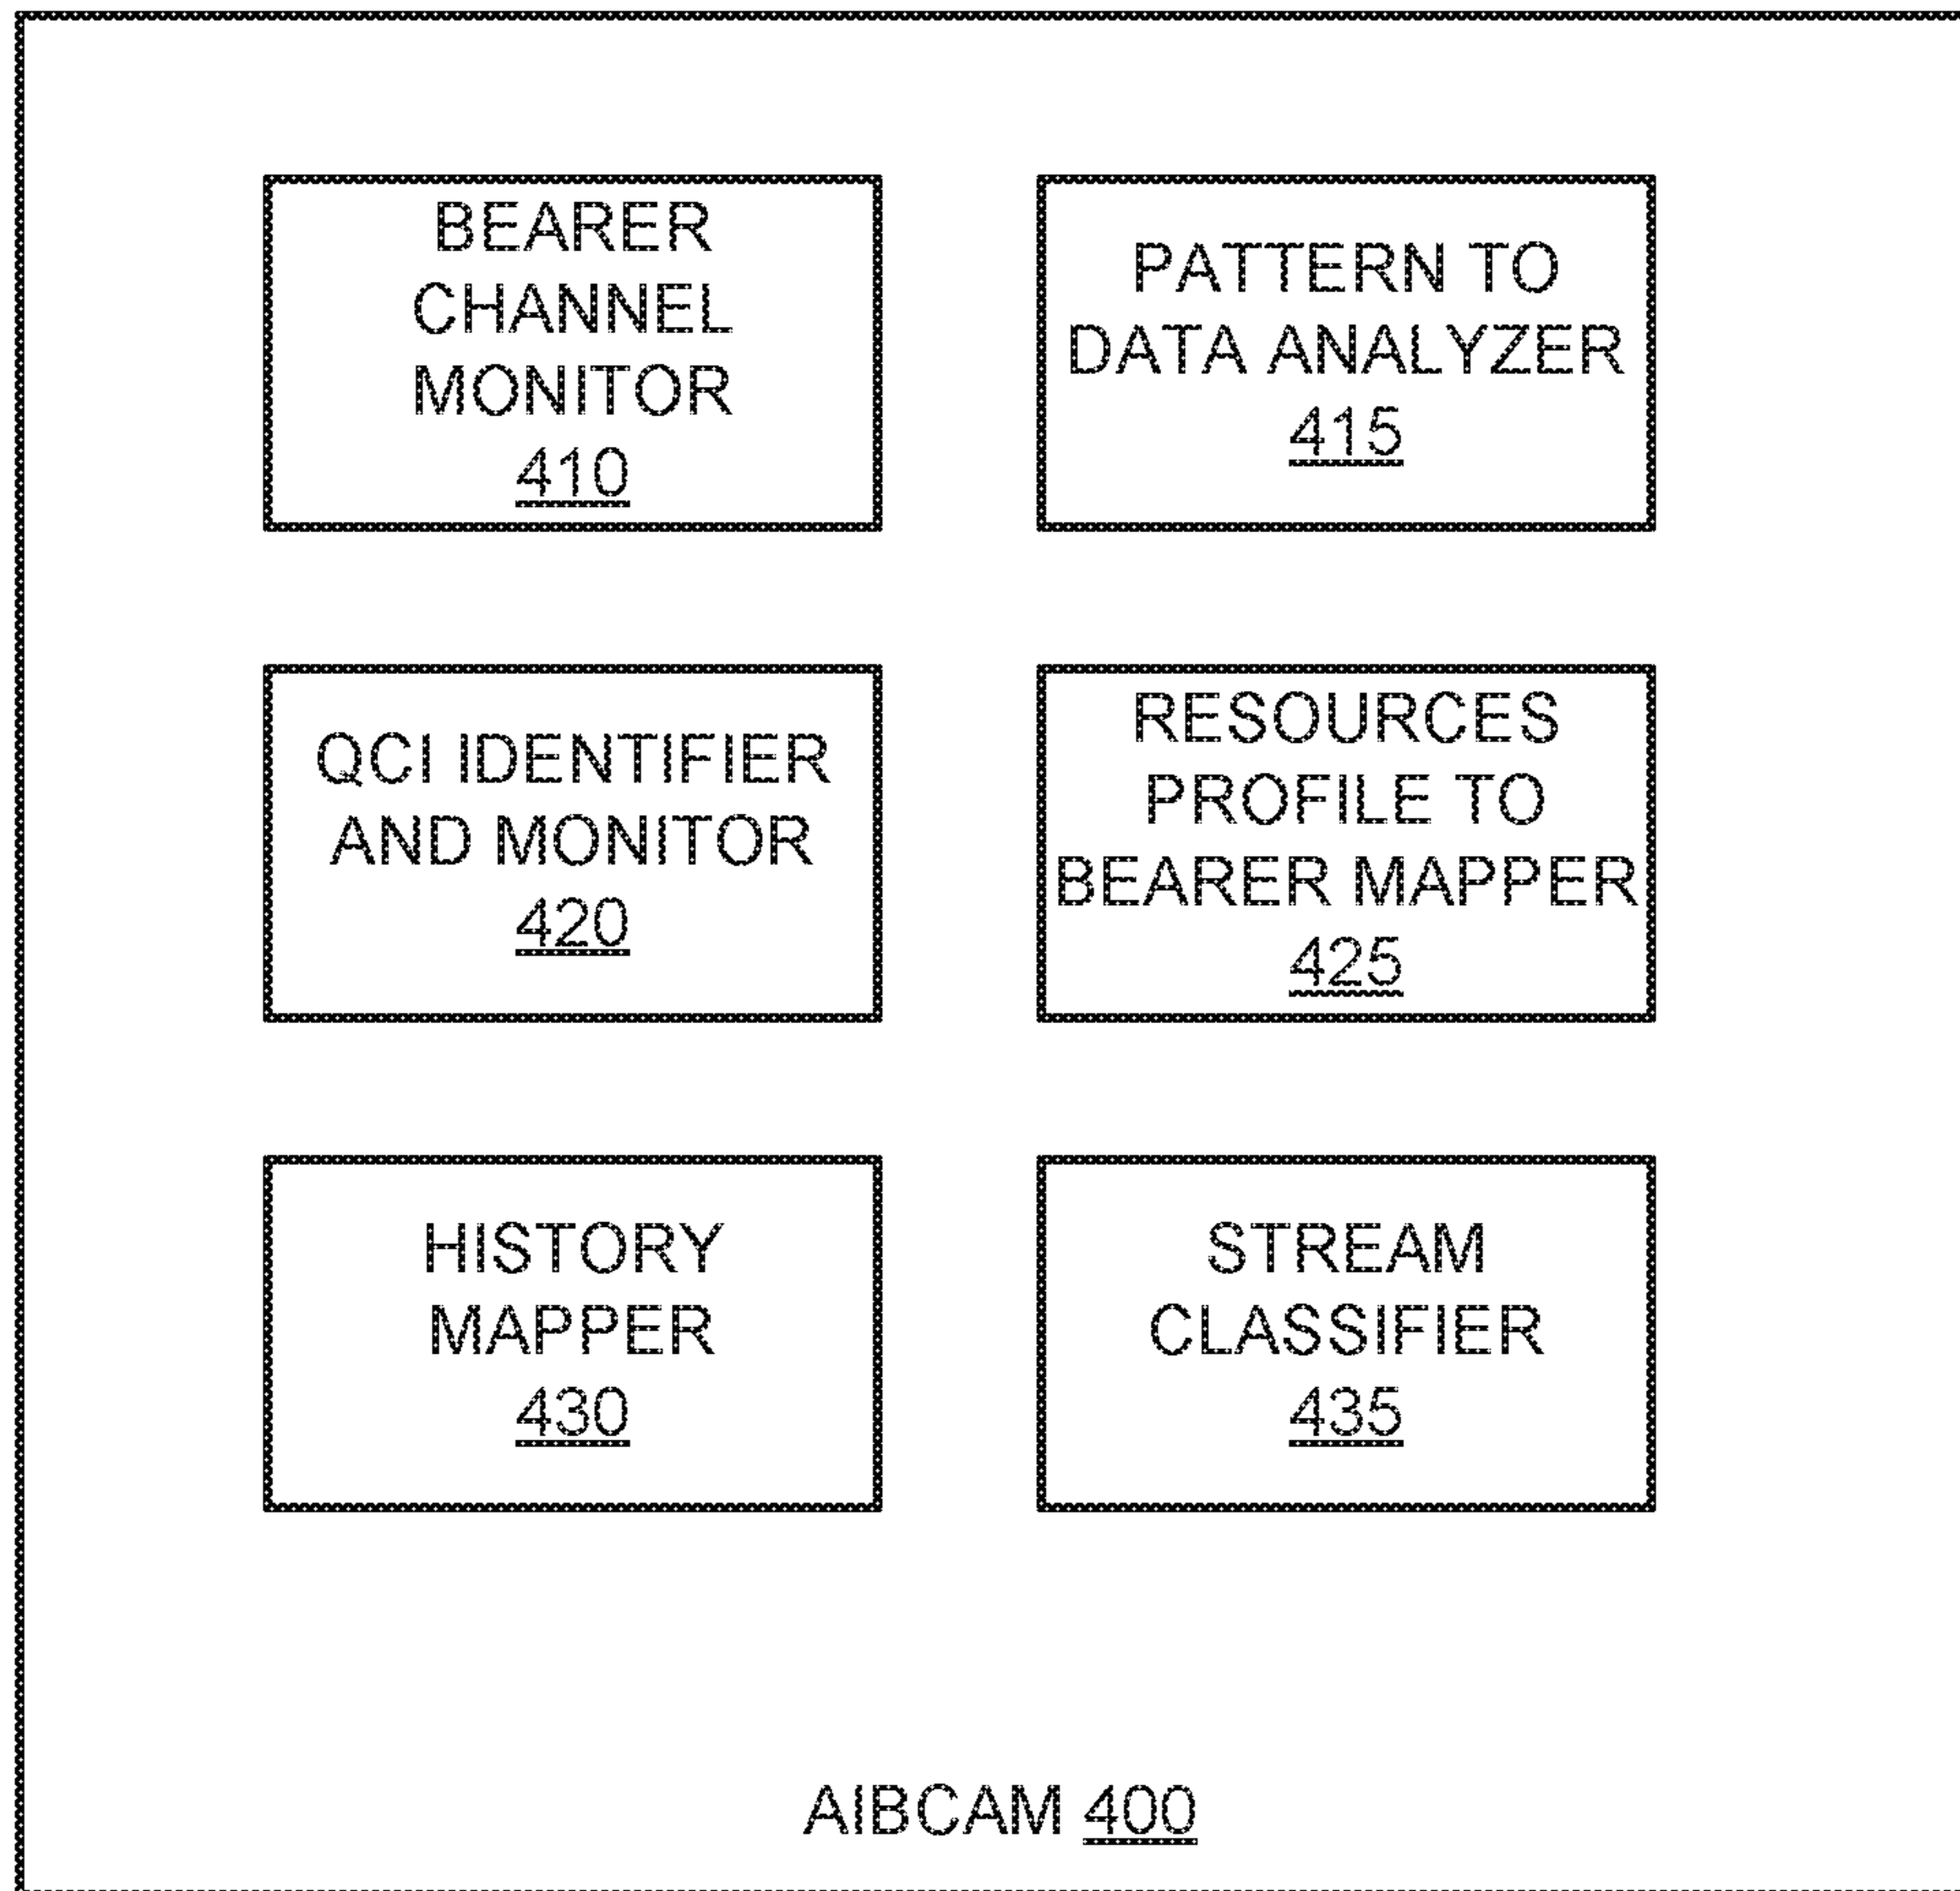 BEARER
CHANNEL
MONITOR
410
PATTERN TO
DATA ANALYZER
415
QCI IDENTIFIER
AND MONITOR
420
RESOURCES
PROFILE TO
BEARER MAPPER
425
HISTORY
MAPPER
430
STREAM
CLASSIFIER
435
AIBCAM 400